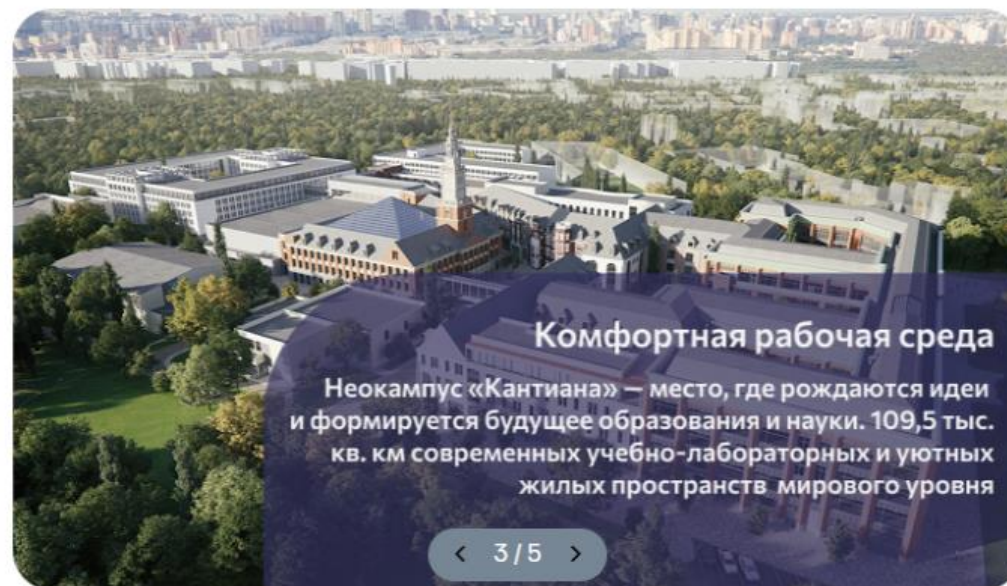 Комфортная рабочая среда
Неокампус «Кантиана» – место, где рождаются идеи
и формируется будущее образования и науки. 109,5 тыс.
кв. км современных учебно-лабораторных и уютных
жилых пространств мирового уровня
< 3 / 5 >